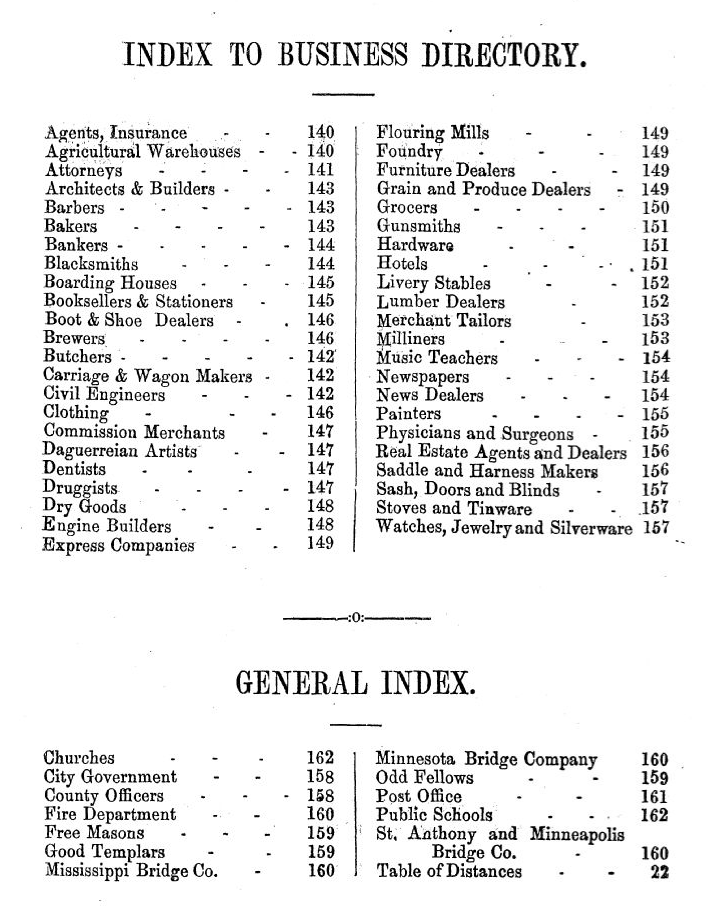 INDEX TO BUSINESS DIRECTORY.
Agents, Insurance - - 140
Agricultural Warehouses - - 140
Attorneys - - - - 141
Architects & Builders - - 143
Barbers - - - - - 143
Bakers - - - - 143
Bankers - - - - - 144
Blacksmiths - - - 144
Boarding Houses - - - 145
Booksellers & Stationers - 145
Boot & Shoe Dealers - . 146
Brewers - - - - 146
Butchers - - - - - 142
Carriage & Wagon Makers - 142
Civil Engineers - - - 142
Clothing - - - 146
Commission Merchants - 147
Daguerreian Artists - - 147
Dentists - - - 147
Druggists - - - - 147
Dry Goods - - - 148
Engine Builders - - 148
Express Companies - - 149
Flouring Mills - - 149
Foundry - - - 149
Furniture Dealers - - 149
Grain and Produce Dealers - 149
Grocers - - - - 150
Gunsmiths - - - 151
Hardware - - 151
Hotels - - - . 151
Livery Stables - - 152
Lumber Dealers - 152
Merchant Tailors - 153
Milliners - - - 153
Music Teachers - - - 154
Newspapers - - - 154
News Dealers - - - 154
Painters - - - - 155
Physicians and Surgeons - 155
Real Estate Agents and Dealers 156
Saddle and Harness Makers 156
Sash, Doors and Blinds - 157
Stoves and Tinware - - 157
Watches, Jewelry and Silverware 157
:O:
GENERAL INDEX.
Churches - - - 162
City Government - - 158
County Officers - - - 158
Fire Department - - 160
Free Masons - - - 159
Good Templars - - 159
Mississippi Bridge Co. - 160
Minnesota Bridge Company 160
Odd Fellows - - 159
Post Office - - 161
Public Schools - - 162
St. Anthony and Minneapolis
Bridge Co. - 160
Table of Distances - - 22